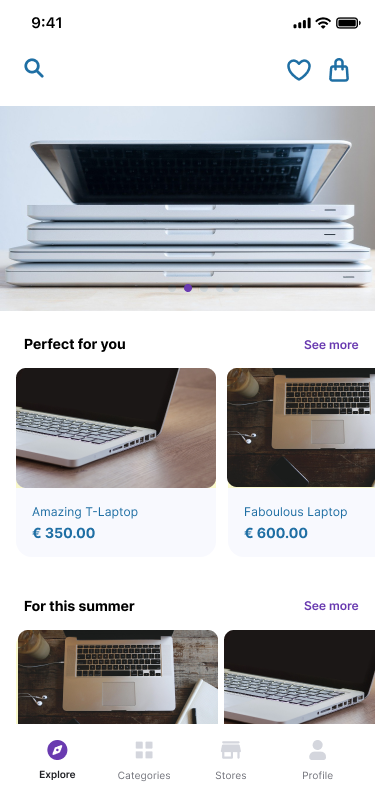 9:41
Perfect for you
See more
Amazing T-Laptop
Faboulous Laptop
€ 350.00
€ 600.00
For this summer
See more
Explore
Categories
Stores
Profile